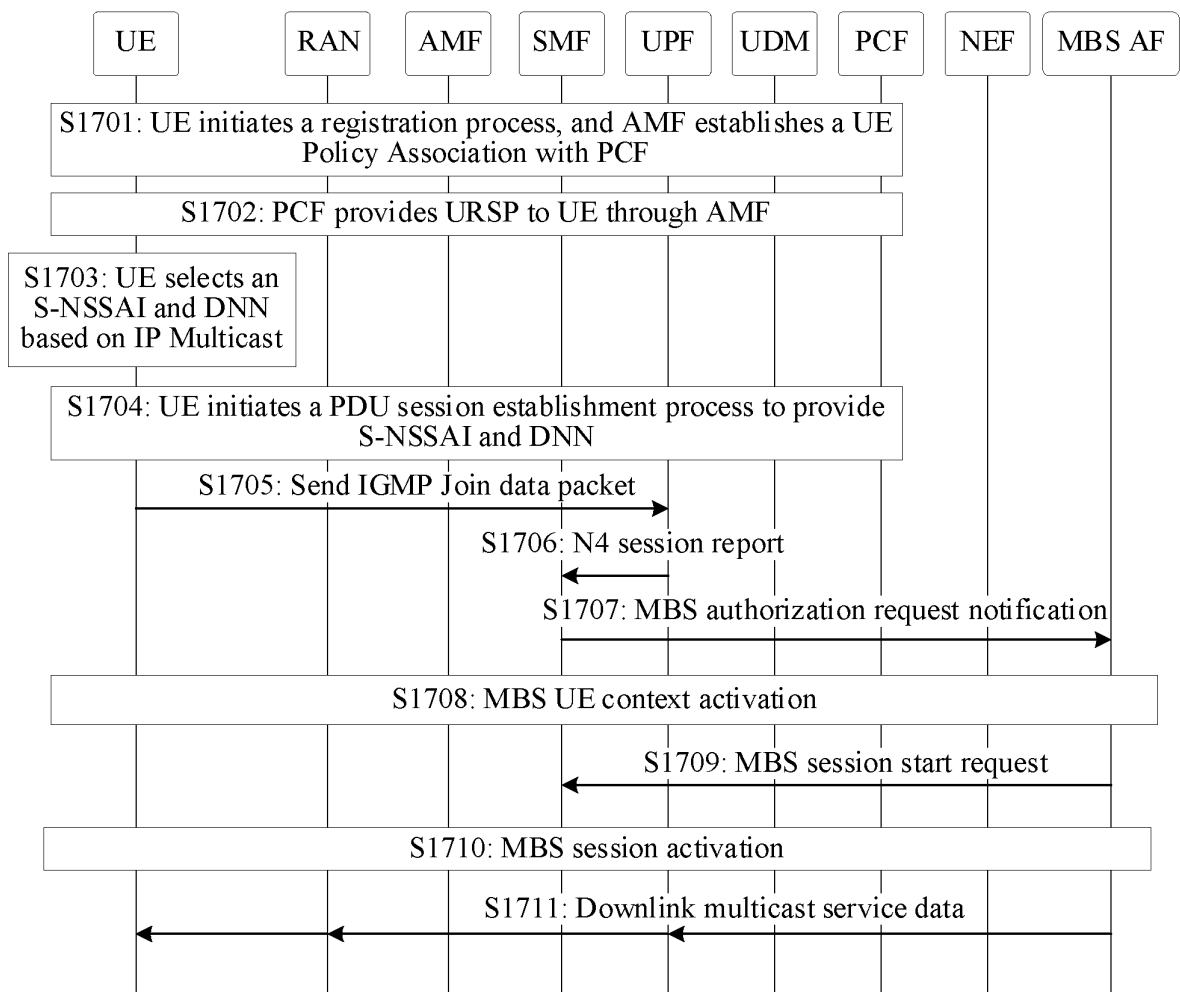 UE
RAN
AMF
SMF
UPF
UDM
PCF
NEF
MBS AF
S1701: UE initiates a registration process, and AMF establishes a UE
Policy Association with PCF
S1702: PCF provides URSP to UE through AMF
S1703: UE selects an
S-NSSAI and DNN
based on IP Multicast
S1704: UE initiates a PDU session establishment process to provide
S-NSSAI and DNN
S1705: Send IGMP Join data packet
S1706: N4 session report
S1707: MBS authorization request notification
S1708: MBS UE context activation
S1709: MBS session start request
S1710: MBS session activation
S1711: Downlink multicast service data